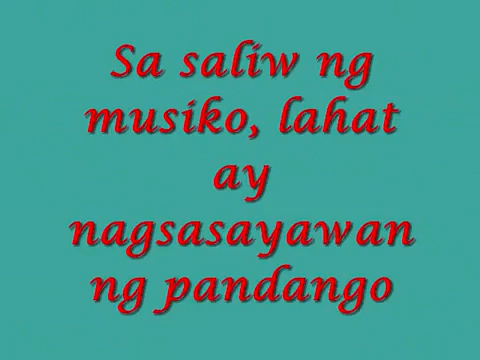 Sa saliw ng
musiko, lahat
ay
nagsasayawan
ng pandango